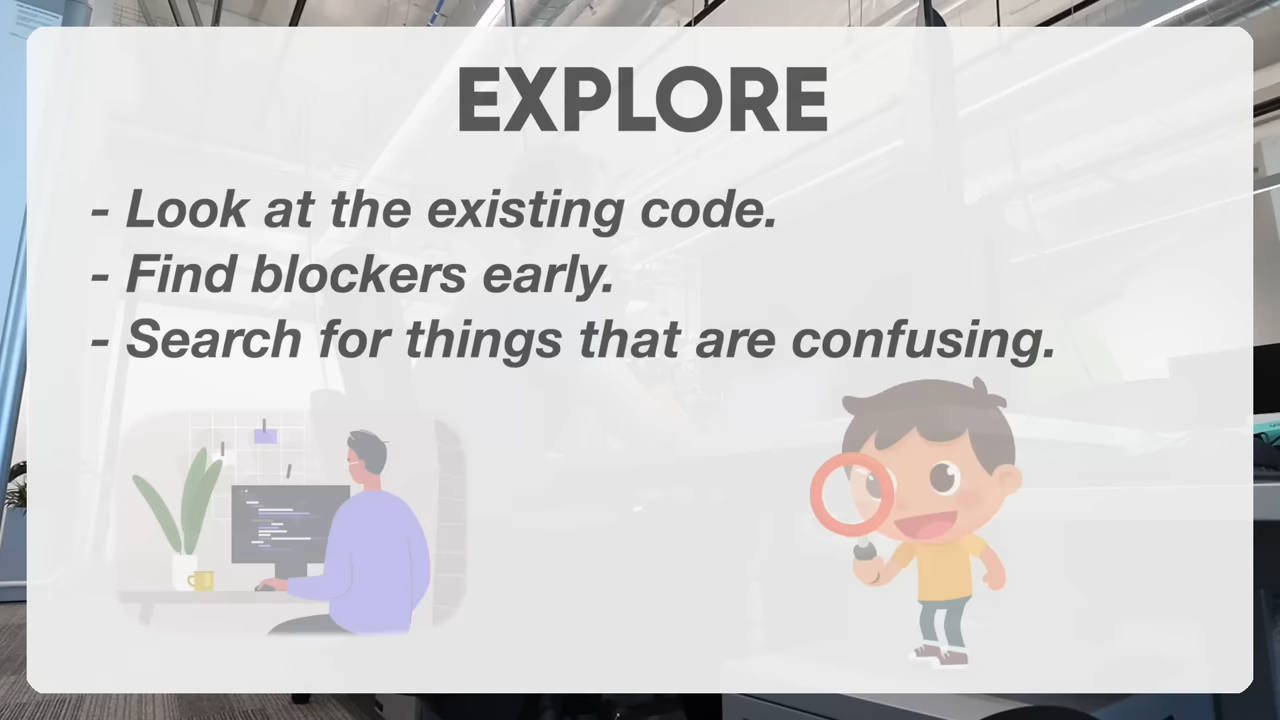 EXPLORE
- Look at the existing code.
- Find blockers early.
- Search for things that are confusing.